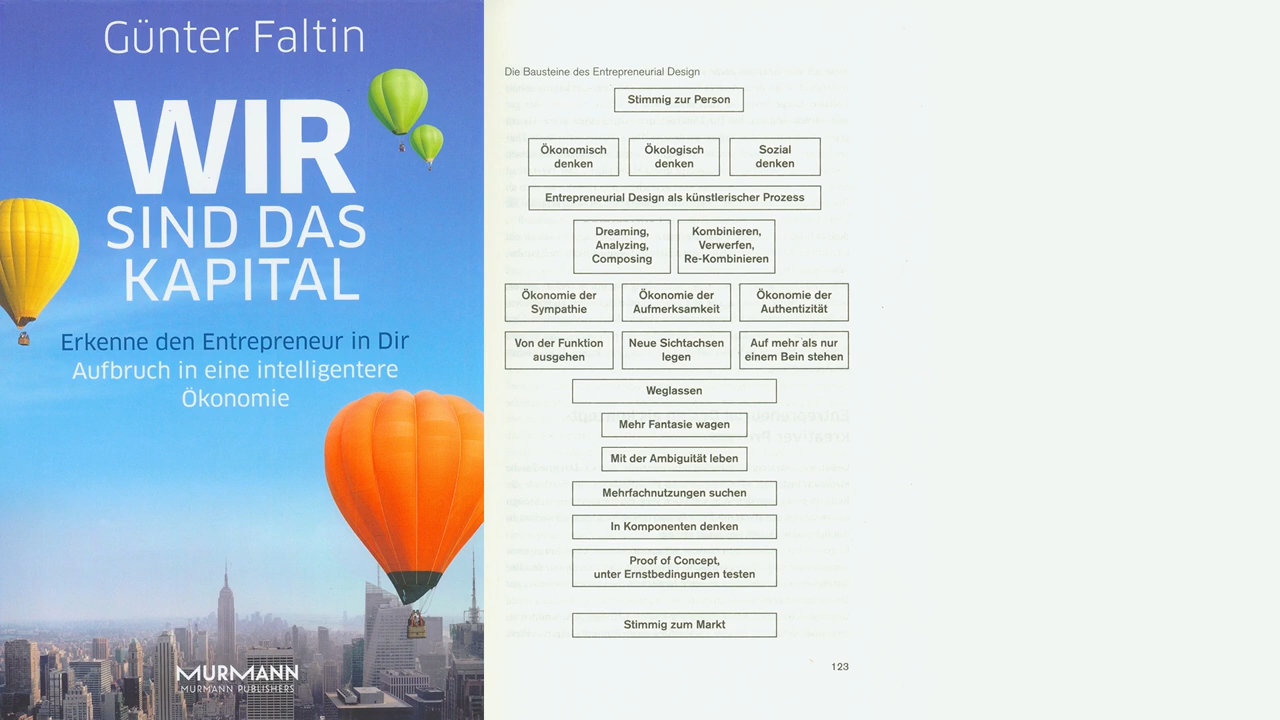 Günter Faltin
WIR
SIND DAS
KAPITAL
Erkenne den Entrepreneur in Dir
Aufbruch in eine intelligentere
Ökonomie
MURMANN
MURMANN PUBLISHERS
Die Bausteine des Entrepreneurial Design
Stimmig zur Person
Ökonomisch
denken
Ökologisch
denken
Sozial
denken
Entrepreneurial Design als künstlerischer Prozess
Dreaming,
Analyzing,
Composing
Kombinieren,
Verwerfen,
Re-Kombinieren
Ökonomie der
Sympathie
Ökonomie der
Aufmerksamkeit
Ökonomie der
Authentizität
Von der Funktion
ausgehen
Neue Sichtachsen
legen
Auf mehr als nur
einem Bein stehen
Weglassen
Mehr Fantasie wagen
Mit der Ambiguität leben
Mehrfachnutzungen suchen
In Komponenten denken
Proof of Concept,
unter Ernstbedingungen testen
Stimmig zum Markt
123